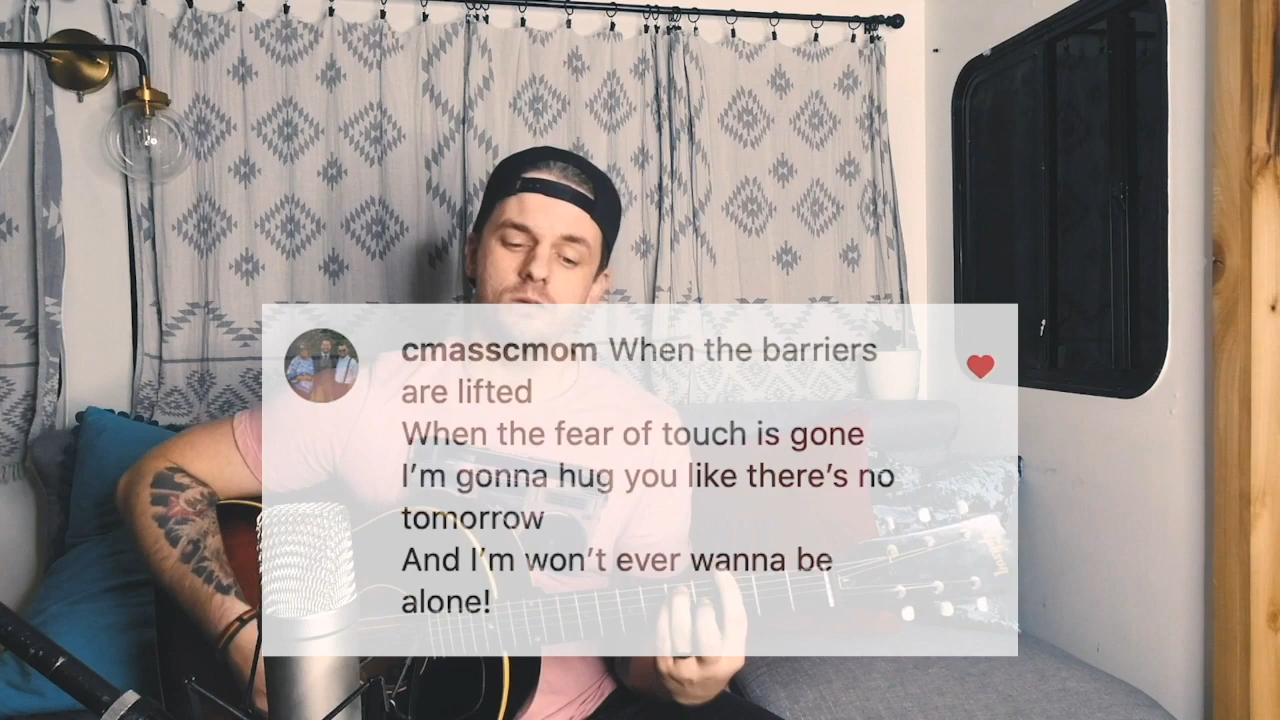 cmasscmom When the barriers
are lifted
When the fear of touch is gone
I’m gonna hug you like there’s no
tomorrow
And I’m won’t ever wanna be
alone!